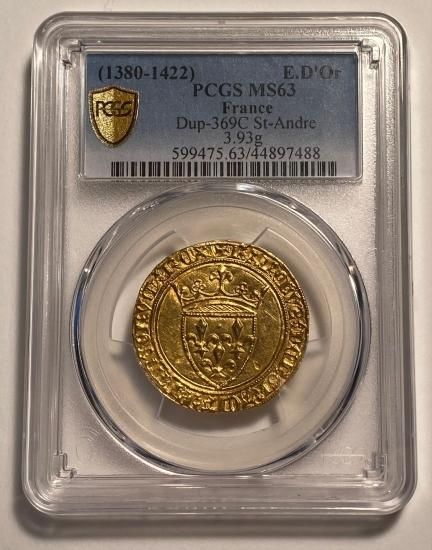 (1380-1422) E.D'Or
PCGS MS63
France
Dup-369C St-Andre
3.93g
599475.63/44897488
PCGS